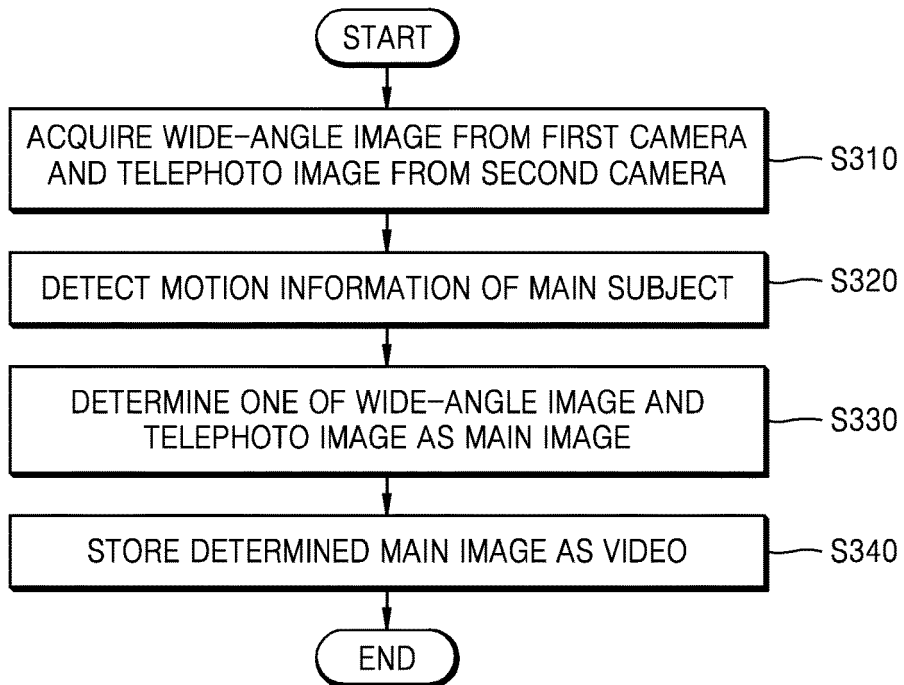 START
ACQUIRE WIDE-ANGLE IMAGE FROM FIRST CAMERA
AND TELEPHOTO IMAGE FROM SECOND CAMERA
S310
DETECT MOTION INFORMATION OF MAIN SUBJECT
S320
DETERMINE ONE OF WIDE-ANGLE IMAGE AND
TELEPHOTO IMAGE AS MAIN IMAGE
S330
STORE DETERMINED MAIN IMAGE AS VIDEO
S340
END